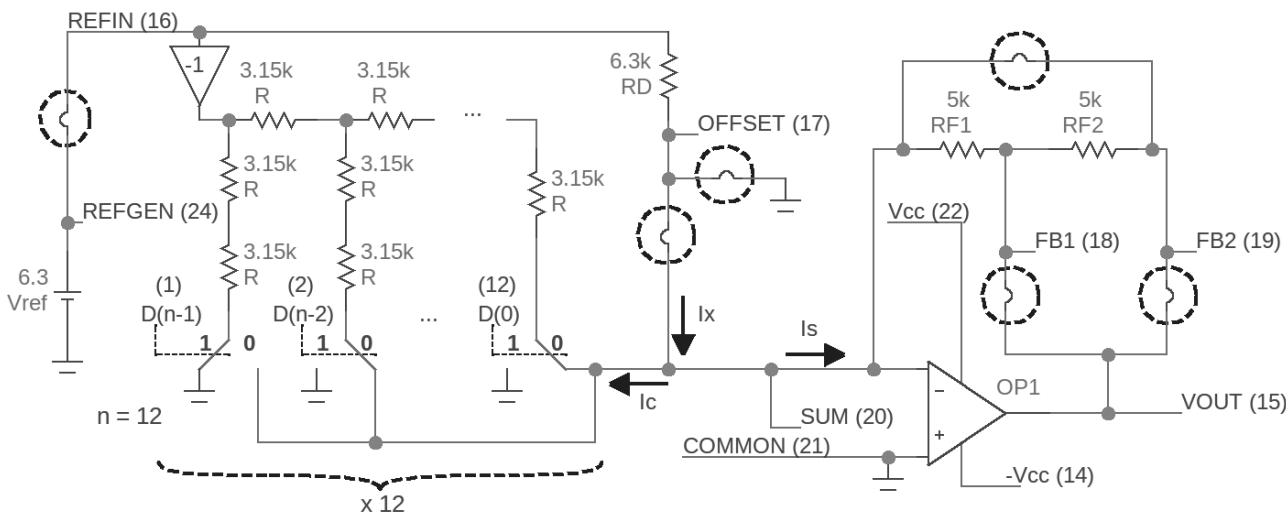 REFIN (16)
-1
3.15k
R
3.15k
R
...
6.3k
RD
5k
RF1
5k
RF2
OFFSET (17)
3.15k
R
3.15k
R
3.15k
R
REFGEN (24)
Vcc (22)
FB1 (18)
FB2 (19)
3.15k
R
3.15k
R
6.3
Vref
(1)
D(n-1)
(2)
D(n-2)
...
(12)
D(0)
1 0
1 0
1 0
Ix
Is
Ic
n = 12
OP1
−
+
SUM (20)
VOUT (15)
COMMON (21)
-Vcc (14)
x 12